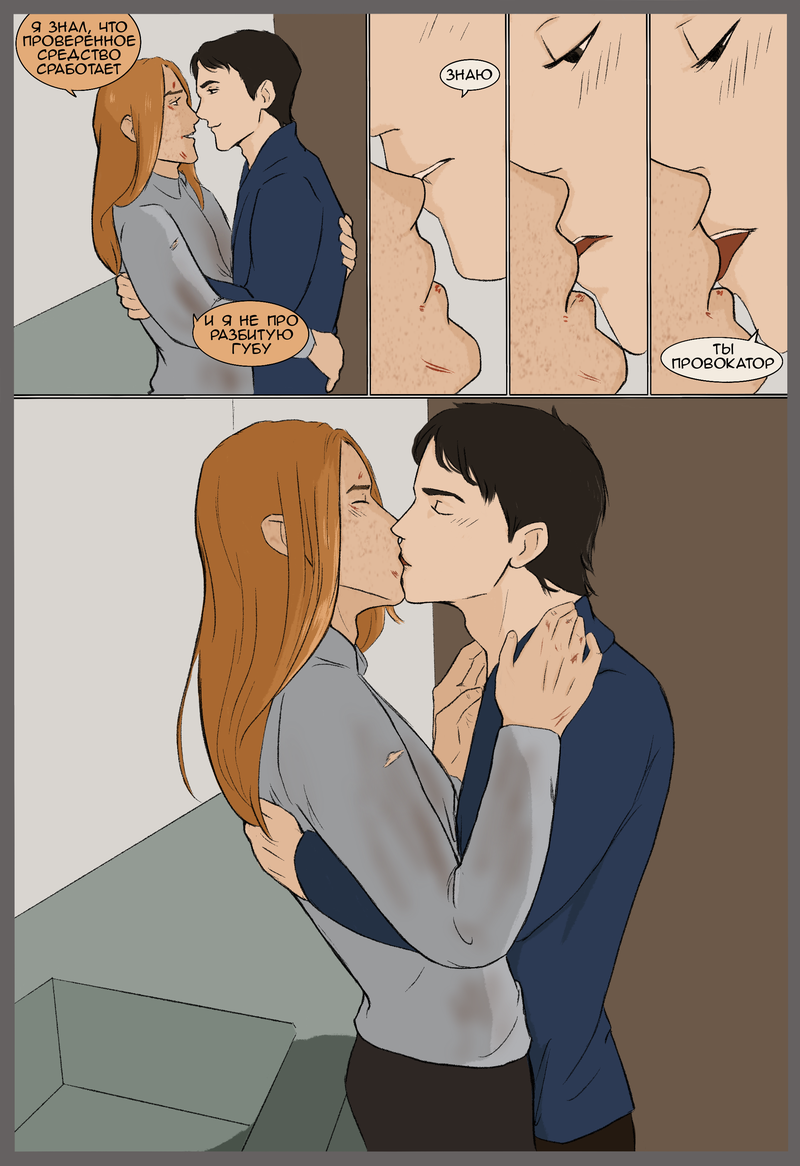 Я ЗНАЛ, ЧТО
ПРОВЕРЕННОЕ
СРЕДСТВО
СРАБОТАЕТ
ЗНАЮ
И Я НЕ ПРО
РАЗБИТУЮ
ГУБУ
ТЫ
ПРОВОКАТОР